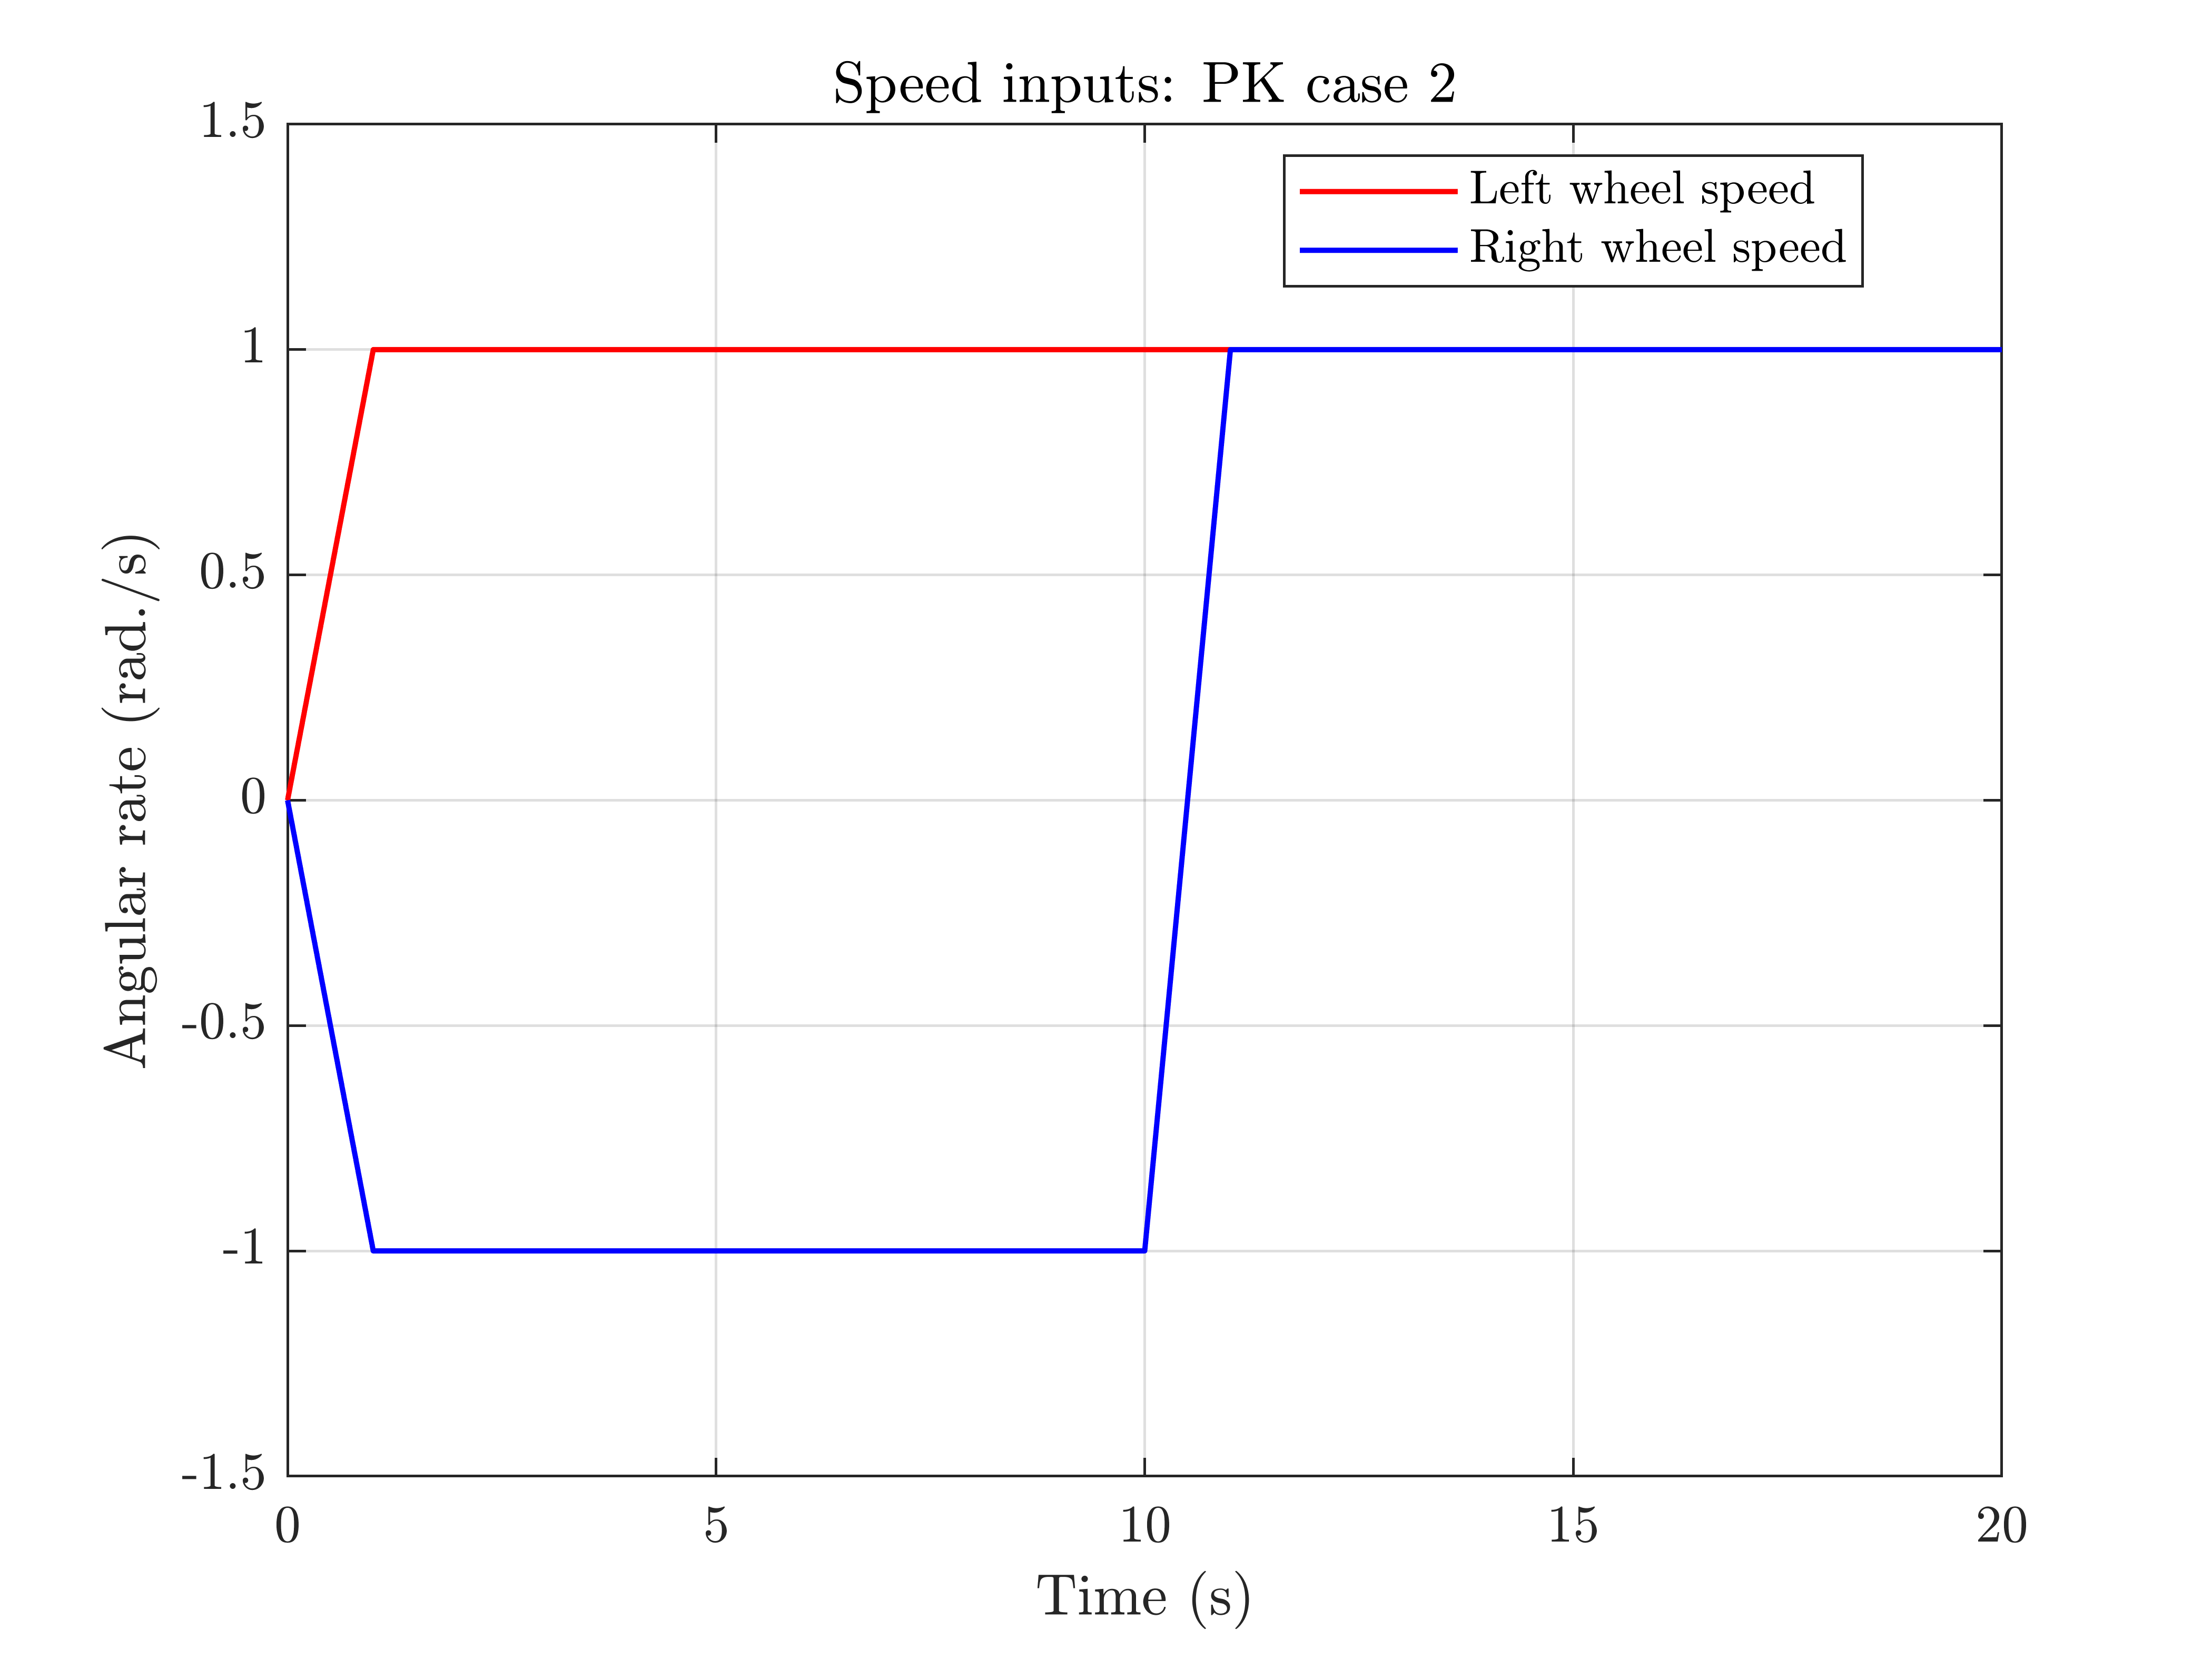 Speed inputs: PK case 2
1.5
1
0.5
0
-0.5
-1
-1.5
Angular rate (rad./s)
Left wheel speed
Right wheel speed
0 5 10 15 20
Time (s)